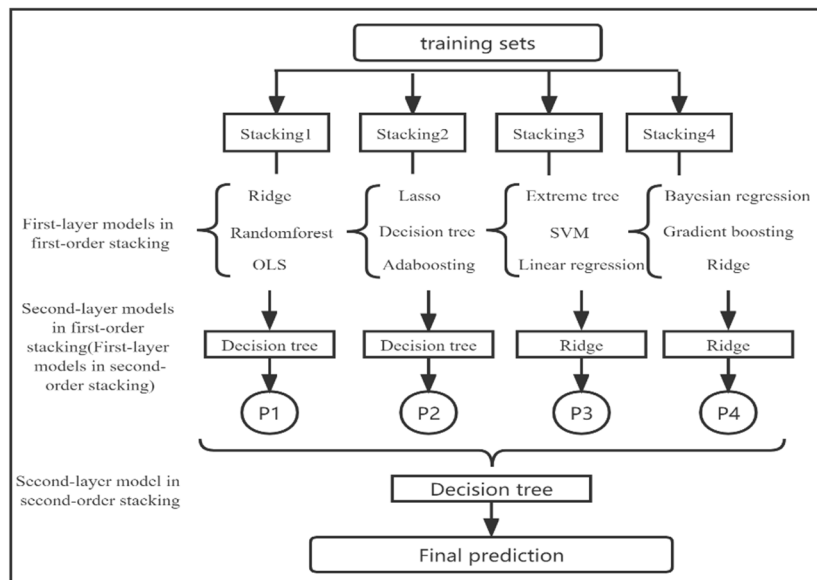 training sets
Stacking1 Stacking2 Stacking3 Stacking4
First-layer models in
first-order stacking
Ridge Lasso Extreme tree Bayesian regression
Randomforest Decision tree SVM Gradient boosting
OLS Adaboosting Linear regression Ridge
Second-layer models
in first-order
stacking(First-layer
models in second-
order stacking)
Decision tree Decision tree Ridge Ridge
P1 P2 P3 P4
Second-layer model in
second-order stacking
Decision tree
Final prediction